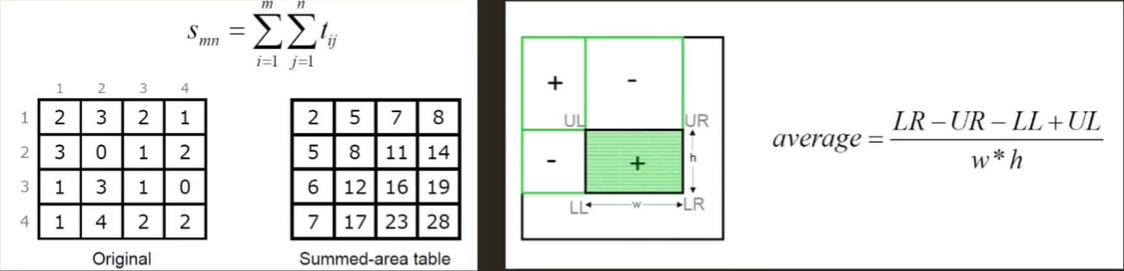 s_{mn} = \sum_{i=1}^{m} \sum_{j=1}^{n} t_{ij}
1 2 3 4
1 2 3 2 1
2 3 0 1 2
3 1 3 1 0
4 1 4 2 2
Original
2 5 7 8
5 8 11 14
6 12 16 19
7 17 23 28
Summed-area table
+ -
UL UR
- + h
LL w LR
average = \frac{LR - UR - LL + UL}{w * h}